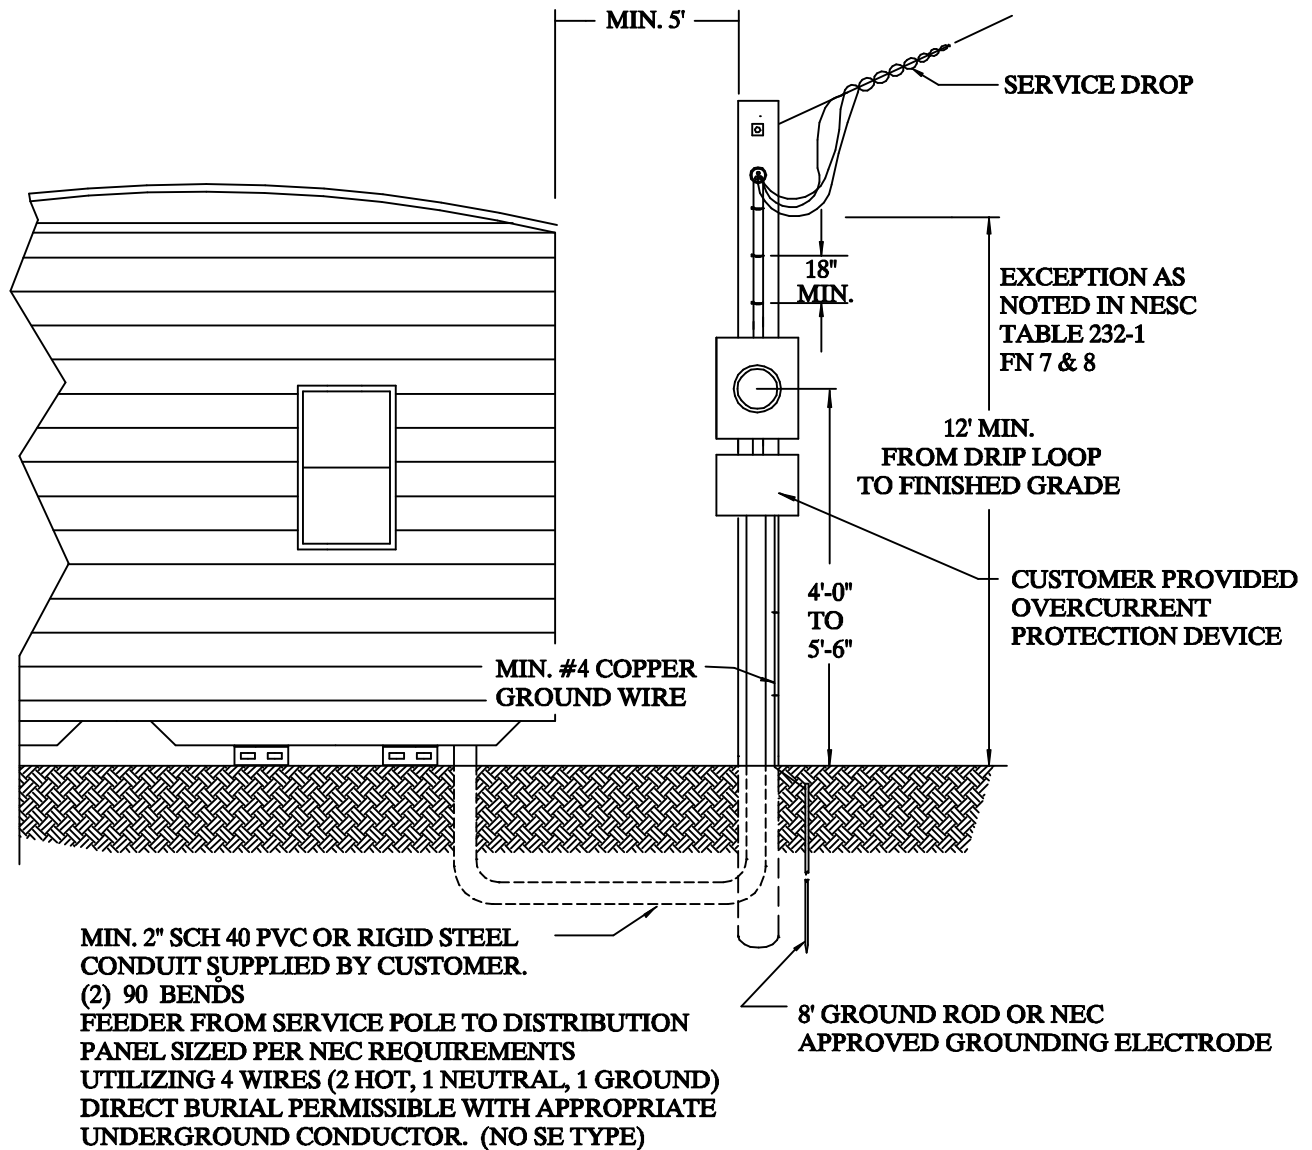 MIN. 5'
SERVICE DROP
18"
MIN.
EXCEPTION AS
NOTED IN NESC
TABLE 232-1
FN 7 & 8
12' MIN.
FROM DRIP LOOP
TO FINISHED GRADE
CUSTOMER PROVIDED
OVERCURRENT
PROTECTION DEVICE
4'-0"
TO
5'-6"
MIN. #4 COPPER
GROUND WIRE
MIN. 2" SCH 40 PVC OR RIGID STEEL
CONDUIT SUPPLIED BY CUSTOMER.
(2) 90° BENDS
FEEDER FROM SERVICE POLE TO DISTRIBUTION
PANEL SIZED PER NEC REQUIREMENTS
UTILIZING 4 WIRES (2 HOT, 1 NEUTRAL, 1 GROUND)
DIRECT BURIAL PERMISSIBLE WITH APPROPRIATE
UNDERGROUND CONDUCTOR. (NO SE TYPE)
8' GROUND ROD OR NEC
APPROVED GROUNDING ELECTRODE